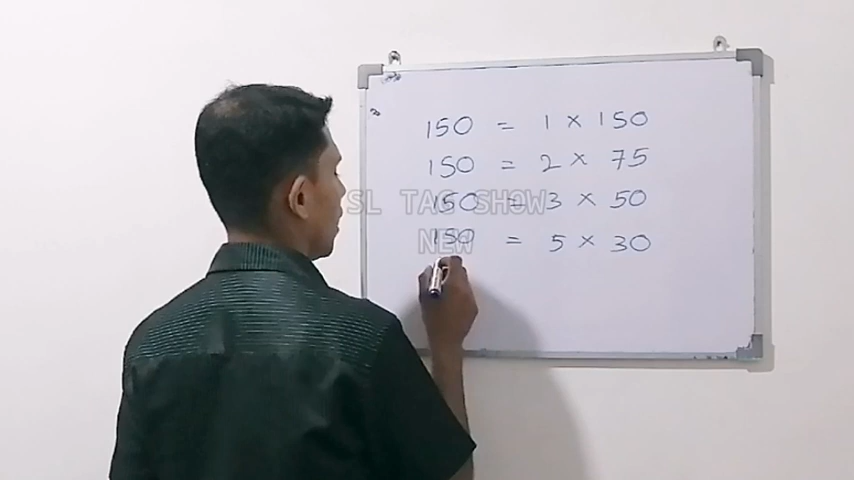 150 = 1 × 150
150 = 2 × 75
150 = 3 × 50
150 = 5 × 30
SL TAG SHOW
NEW